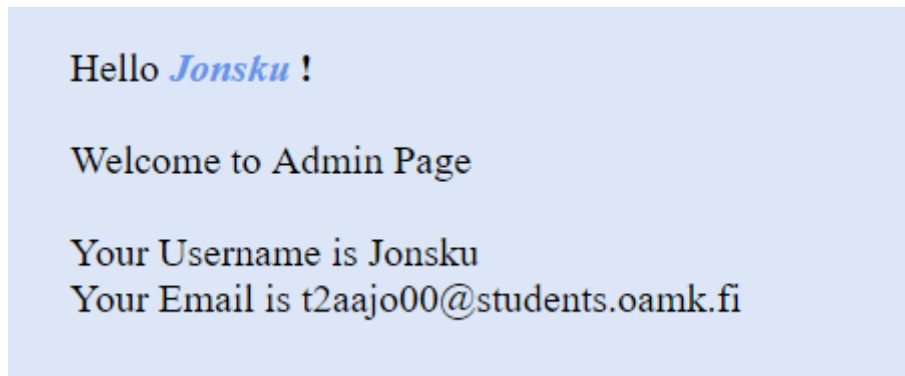 Hello Jonsku !
Welcome to Admin Page
Your Username is Jonsku
Your Email is t2aajo00@students.oamk.fi